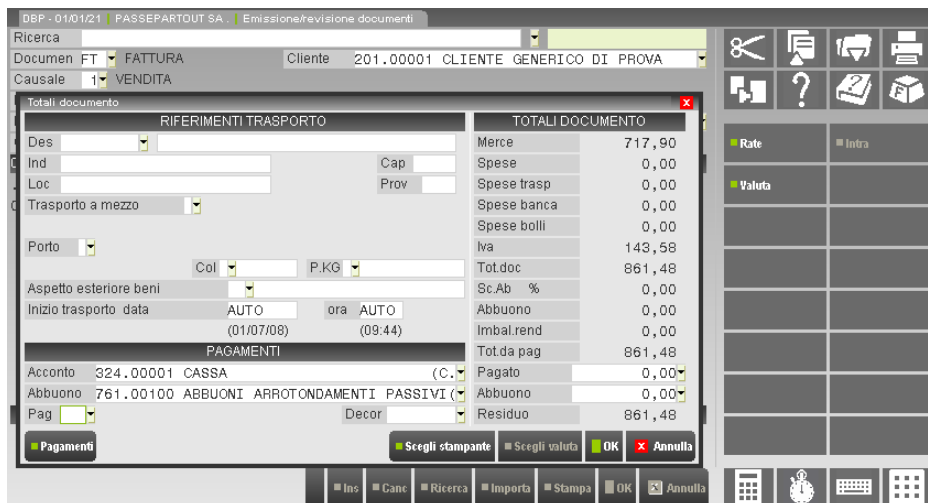 DBP - 01/01/21 | PASSEPARTOUT SA . | Emissione/revisione documenti
Ricerca
Documen FT FATTURA Cliente 201.00001 CLIENTE GENERICO DI PROVA
Causale 1 VENDITA
Totali documento
RIFERIMENTI TRASPORTO
Des
Ind Cap
Loc Prov
Trasporto a mezzo
Porto
Col P.KG
Aspetto esteriore beni
Inizio trasporto data AUTO ora AUTO
(01/07/08) (09:44)
PAGAMENTI
Acconto 324.00001 CASSA (C.
Abbuono 761.00100 ABBUONI ARROTONDAMENTI PASSIVI(
Pag Decor
TOTALI DOCUMENTO
Merce 717,90
Spese 0,00
Spese trasp 0,00
Spese banca 0,00
Spese bolli 0,00
Iva 143,58
Tot.doc 861,48
Sc.Ab % 0,00
Abbuono 0,00
Imbal.rend 0,00
Tot.da pag 861,48
Pagato 0,00
Abbuono 0,00
Residuo 861,48
Pagamenti Scegli stampante Scegli valuta OK Annulla
Ins Canc Ricerca Importa Stampa OK Annulla
Rate Intra
Valuta